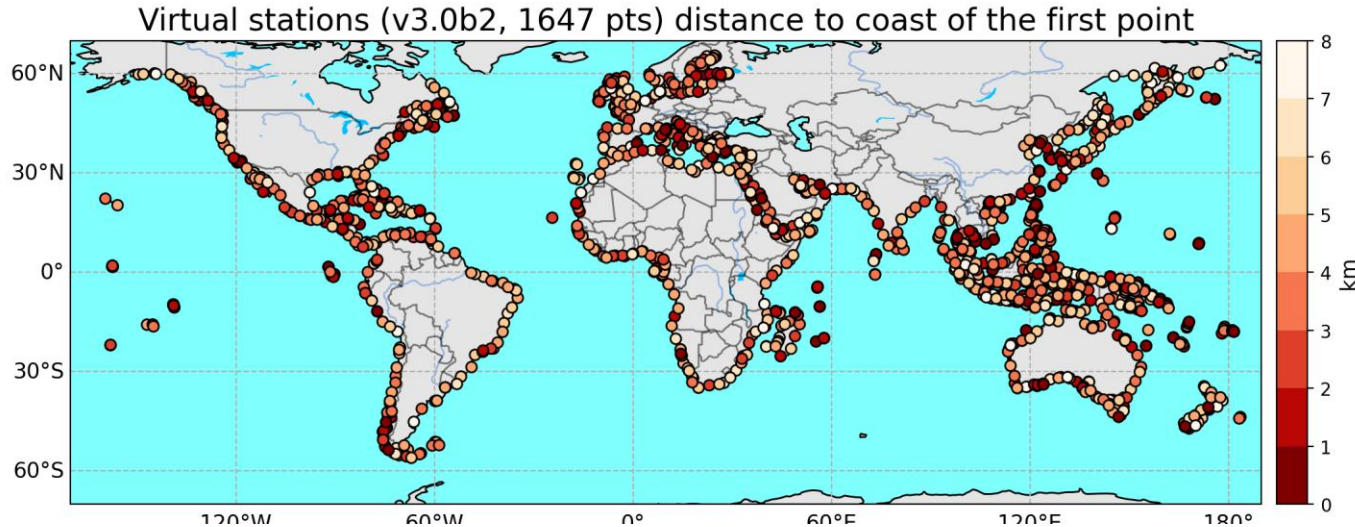 Virtual stations (v3.0b2, 1647 pts) distance to coast of the first point
60°N
30°N
0°
30°S
60°S
120°W
60°W
0°
60°E
120°E
180°
8
7
6
5
4
3
2
1
0
km